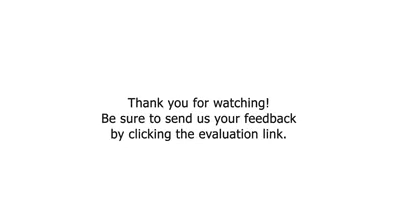 Thank you for watching!
Be sure to send us your feedback
by clicking the evaluation link.